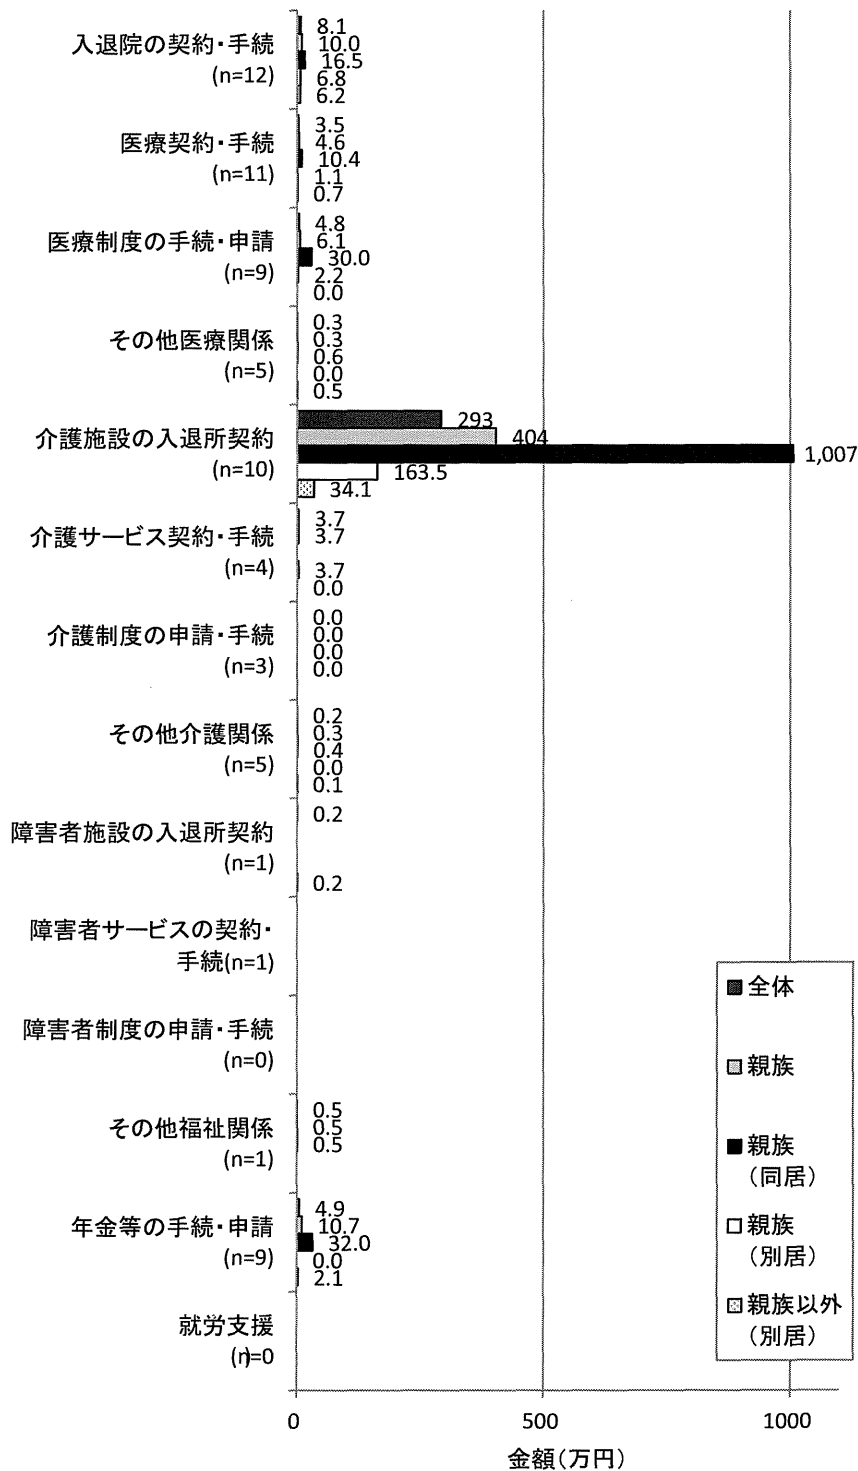 入退院の契約・手続
(n=12)
8.1
10.0
16.5
6.8
6.2
医療契約・手続
(n=11)
3.5
4.6
10.4
1.1
0.7
医療制度の手続・申請
(n=9)
4.8
6.1
30.0
2.2
0.0
その他医療関係
(n=5)
0.3
0.3
0.6
0.0
0.5
介護施設の入退所契約
(n=10)
293
404
1,007
163.5
34.1
介護サービス契約・手続
(n=4)
3.7
3.7
3.7
0.0
介護制度の申請・手続
(n=3)
0.0
0.0
0.0
0.0
その他介護関係
(n=5)
0.2
0.3
0.4
0.0
0.1
障害者施設の入退所契約
(n=1)
0.2
0.2
障害者サービスの契約・
手続(n=1)
障害者制度の申請・手続
(n=0)
その他福祉関係
(n=1)
0.5
0.5
0.5
年金等の手続・申請
(n=9)
4.9
10.7
32.0
0.0
2.1
就労支援
(n)=0
全体
親族
親族
（同居）
親族
（別居）
親族以外
（別居）
0
500
1000
金額（万円）